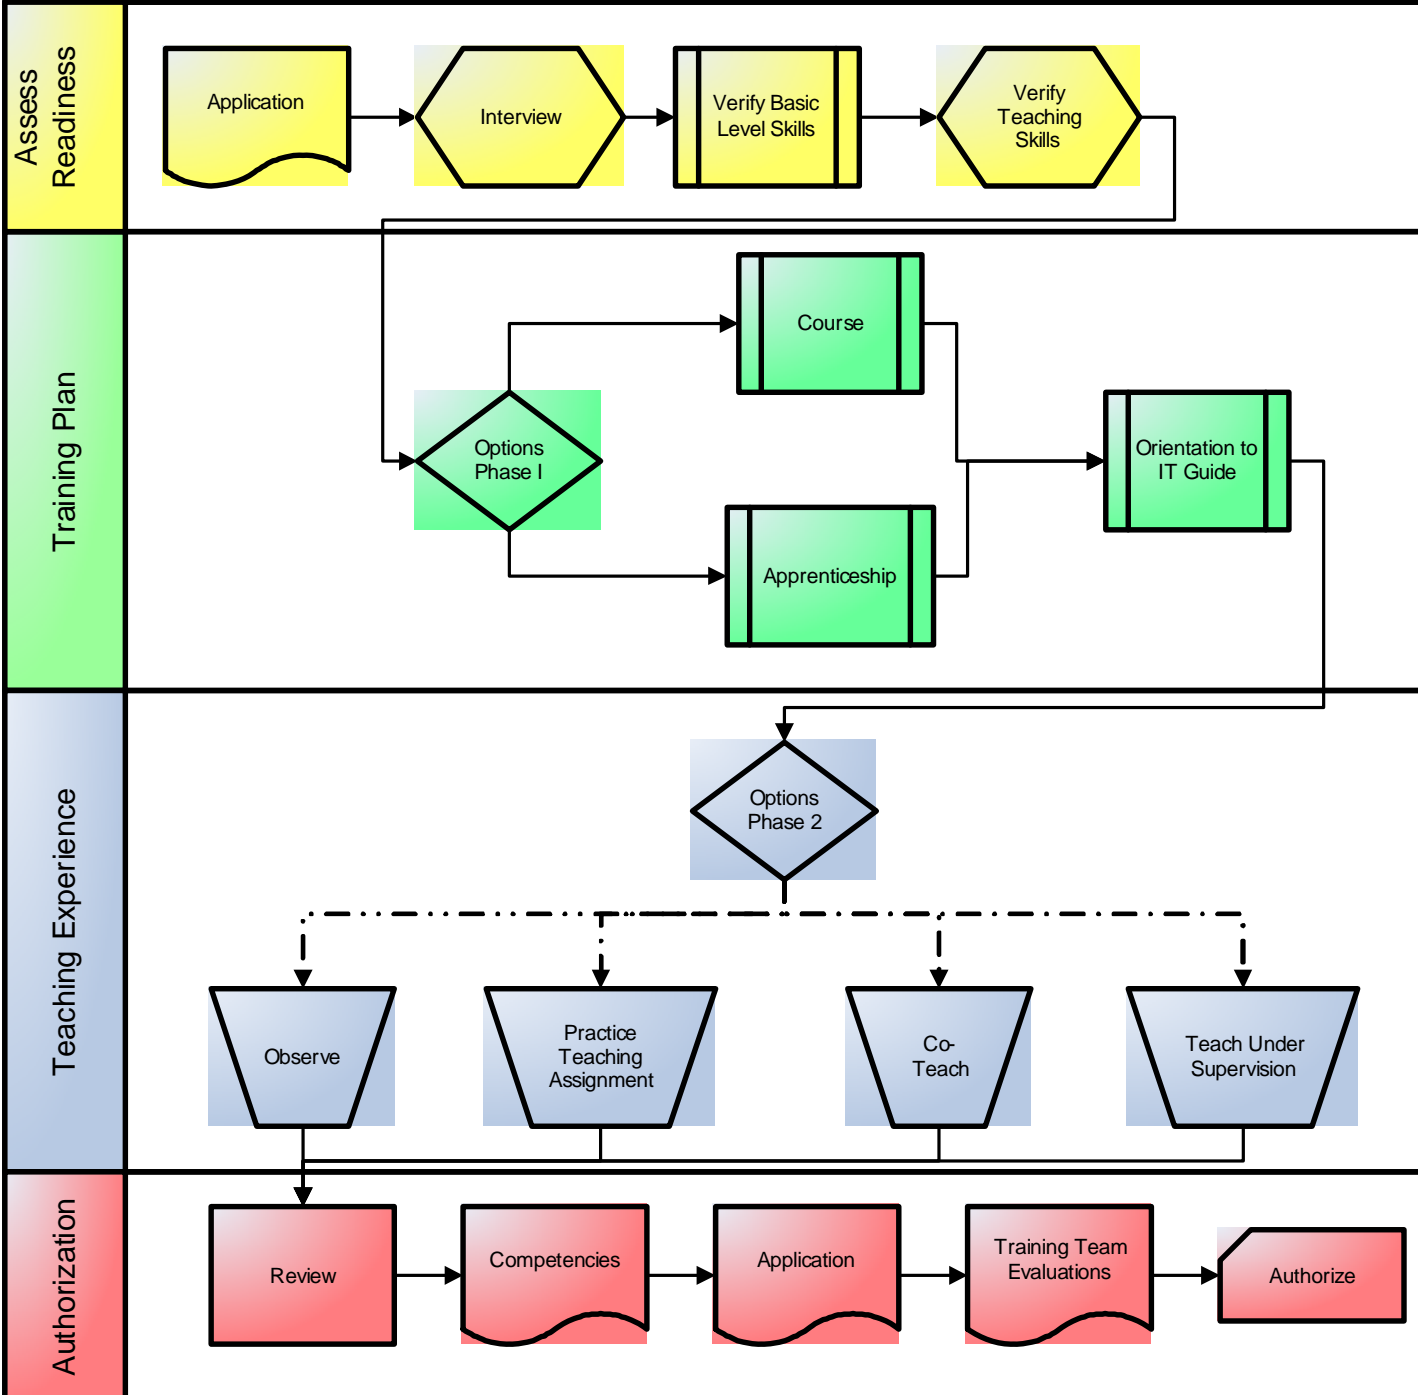 Assess
Readiness
Application
Interview
Verify Basic
Level Skills
Verify
Teaching
Skills
Training Plan
Course
Options
Phase I
Orientation to
IT Guide
Apprenticeship
Teaching Experience
Options
Phase 2
Observe
Practice
Teaching
Assignment
Co-
Teach
Teach Under
Supervision
Authorization
Review
Competencies
Application
Training Team
Evaluations
Authorize